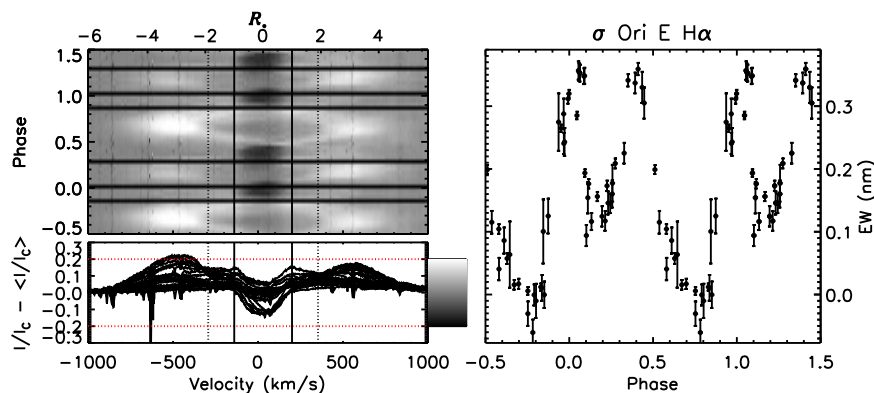 R*
−6 −4 −2 0 2 4
1.5
1.0
0.5
0.0
−0.5
Phase
0.3
0.2
0.1
−0.0
−0.1
−0.2
−0.3
I/I_C − <I/I_C>
−1000 −500 0 500 1000
Velocity (km/s)
σ Ori E Hα
0.3
0.2
0.1
0.0
EW (nm)
−0.5 0.0 0.5 1.0 1.5
Phase